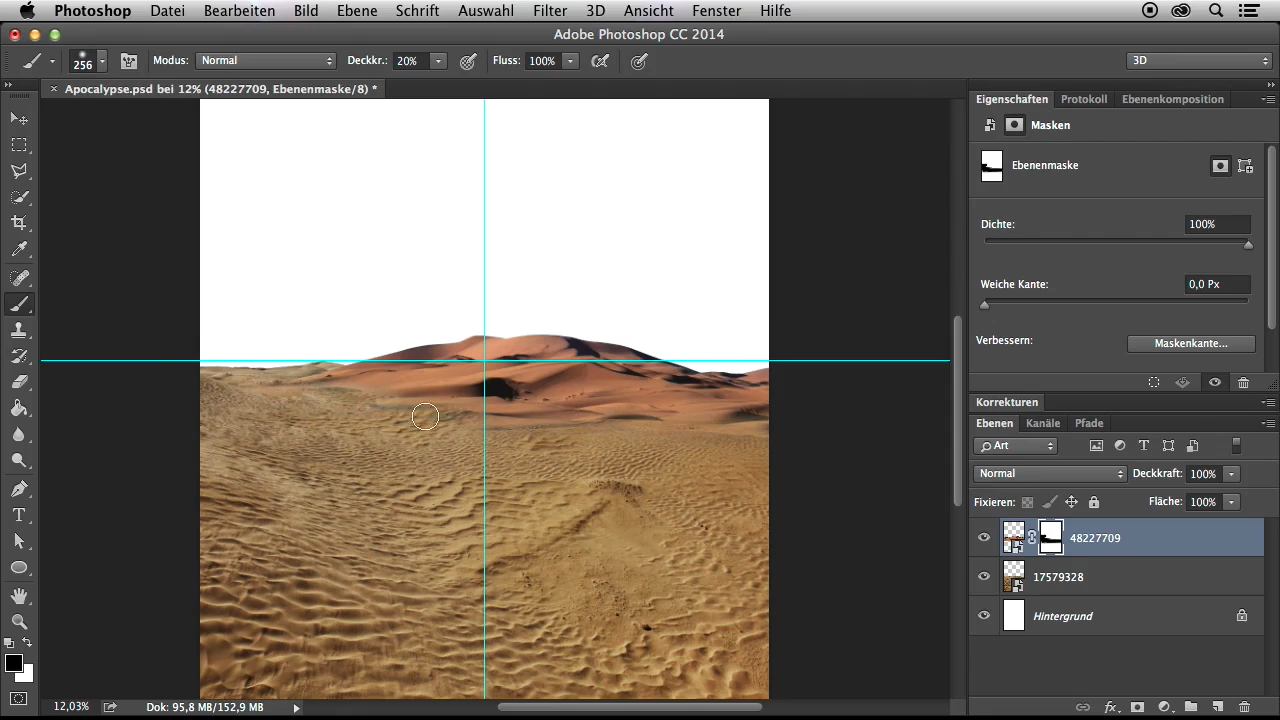 Photoshop Datei Bearbeiten Bild Ebene Schrift Auswahl Filter 3D Ansicht Fenster Hilfe
Adobe Photoshop CC 2014
256 Modus: Normal Deckkr.: 20% Fluss: 100% 3D
Apocalypse.psd bei 12% (48227709, Ebenenmaske/8) *
Eigenschaften Protokoll Ebenenkomposition
Masken
Ebenenmaske
Dichte: 100%
Weiche Kante: 0,0 Px
Verbessern: Maskenkante...
Korrekturen
Ebenen Kanäle Pfade
Art
Normal Deckkraft: 100%
Fixieren: Fläche: 100%
48227709
17579328
Hintergrund
fx
12,03% Dok: 95,8 MB/152,9 MB